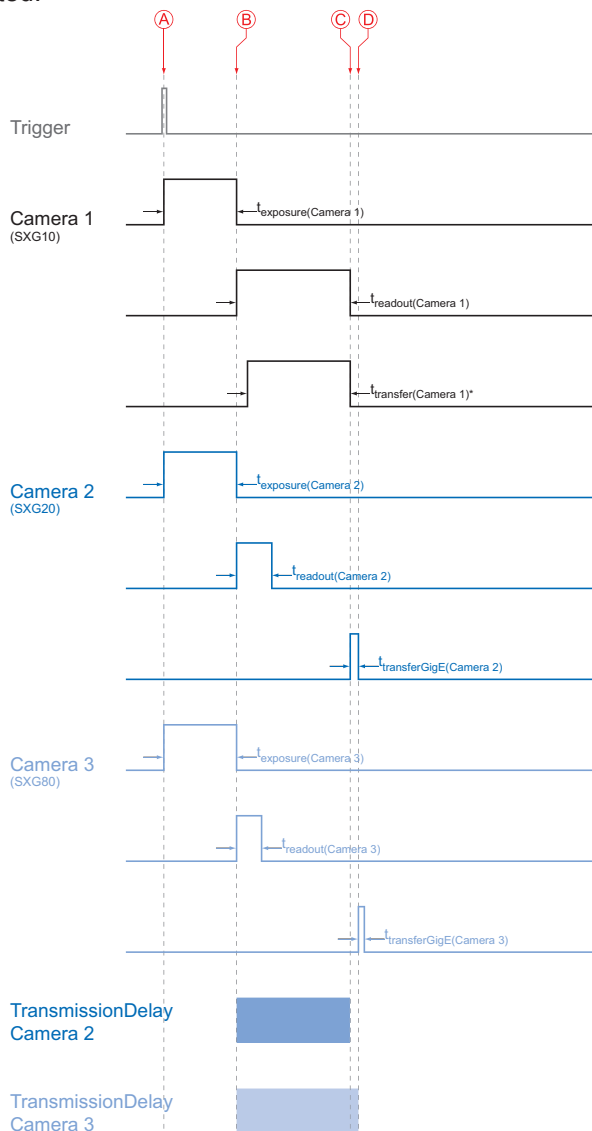 A B C D
Trigger
Camera 1
(SXG10)
texposure(Camera 1)
treadout(Camera 1)
ttransfer(Camera 1)*
Camera 2
(SXG20)
texposure(Camera 2)
treadout(Camera 2)
ttransferGigE(Camera 2)
Camera 3
(SXG80)
texposure(Camera 3)
treadout(Camera 3)
ttransferGigE(Camera 3)
TransmissionDelay
Camera 2
TransmissionDelay
Camera 3